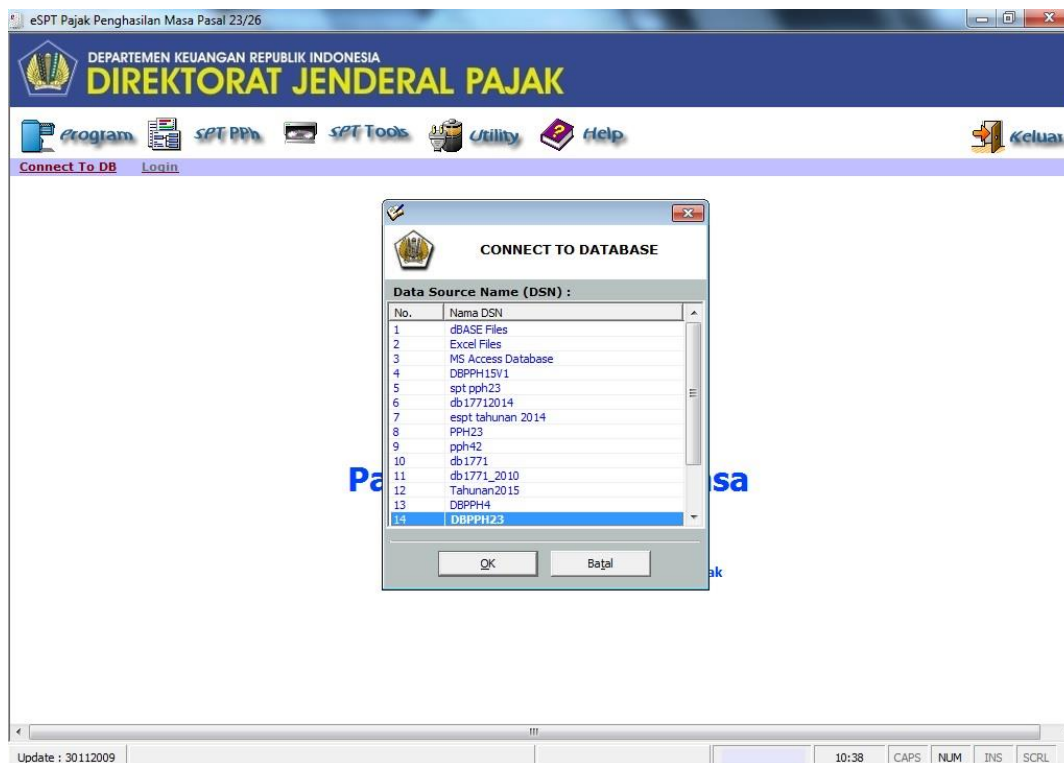 eSPT Pajak Penghasilan Masa Pasal 23/26
DEPARTEMEN KEUANGAN REPUBLIK INDONESIA
DIREKTORAT JENDERAL PAJAK
Program SPT PPh SPT Tools Utility Help Keluar
Connect To DB Login
CONNECT TO DATABASE
Data Source Name (DSN) :
No. Nama DSN
1 dBASE Files
2 Excel Files
3 MS Access Database
4 DBPPH15V1
5 spt pph23
6 db17712014
7 espt tahunan 2014
8 PPH23
9 pph42
10 db1771
11 db1771_2010
12 Tahunan2015
13 DBPPH4
14 DBPPH23
OK Batal
Update : 30112009 10:38 CAPS NUM INS SCRL